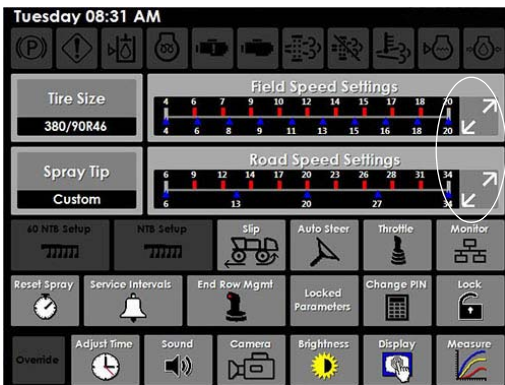 Tuesday 08:31 AM
Tire Size
380/90R46
Field Speed Settings
4 6 7 9 10 12 14 15 17 18 20
4 6 8 9 11 13 15 16 18 20
Spray Tip
Custom
Road Speed Settings
6 9 12 14 17 20 23 26 28 31 34
6 13 20 27 34
60 NTB Setup
NTB Setup
Slip
Auto Steer
Throttle
Monitor
Reset Spray
Service Intervals
End Row Mgmt
Locked
Parameters
Change PIN
Lock
Override
Adjust Time
Sound
Camera
Brightness
Display
Measure